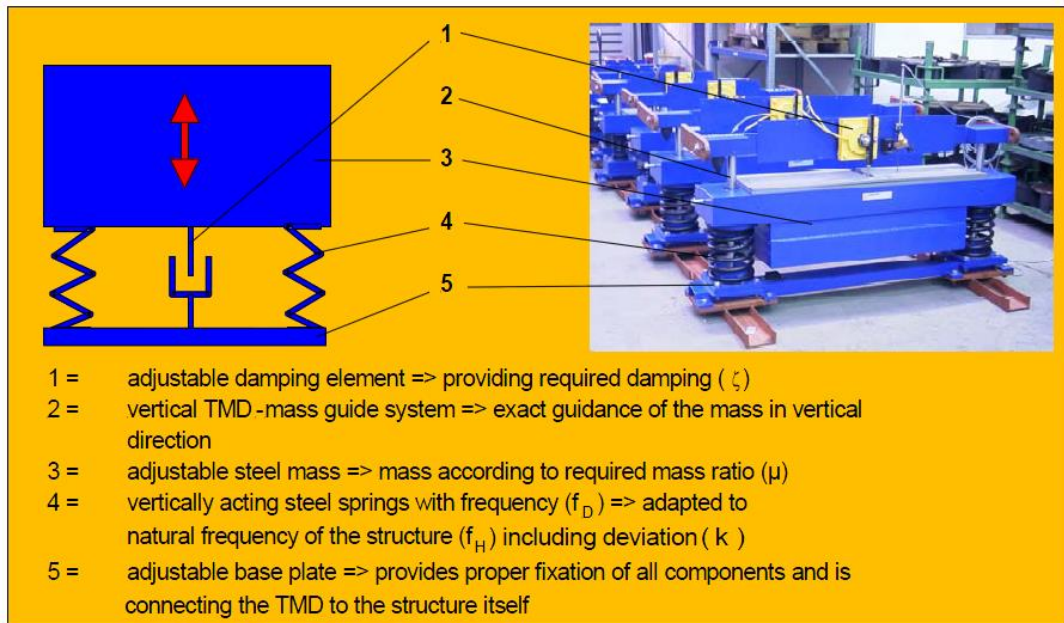 1
2
3
4
5
1 = adjustable damping element => providing required damping ( ζ)
2 = vertical TMD-mass guide system => exact guidance of the mass in vertical
direction
3 = adjustable steel mass => mass according to required mass ratio (μ)
4 = vertically acting steel springs with frequency (f_D) => adapted to
natural frequency of the structure (f_H) including deviation ( k )
5 = adjustable base plate => provides proper fixation of all components and is
connecting the TMD to the structure itself